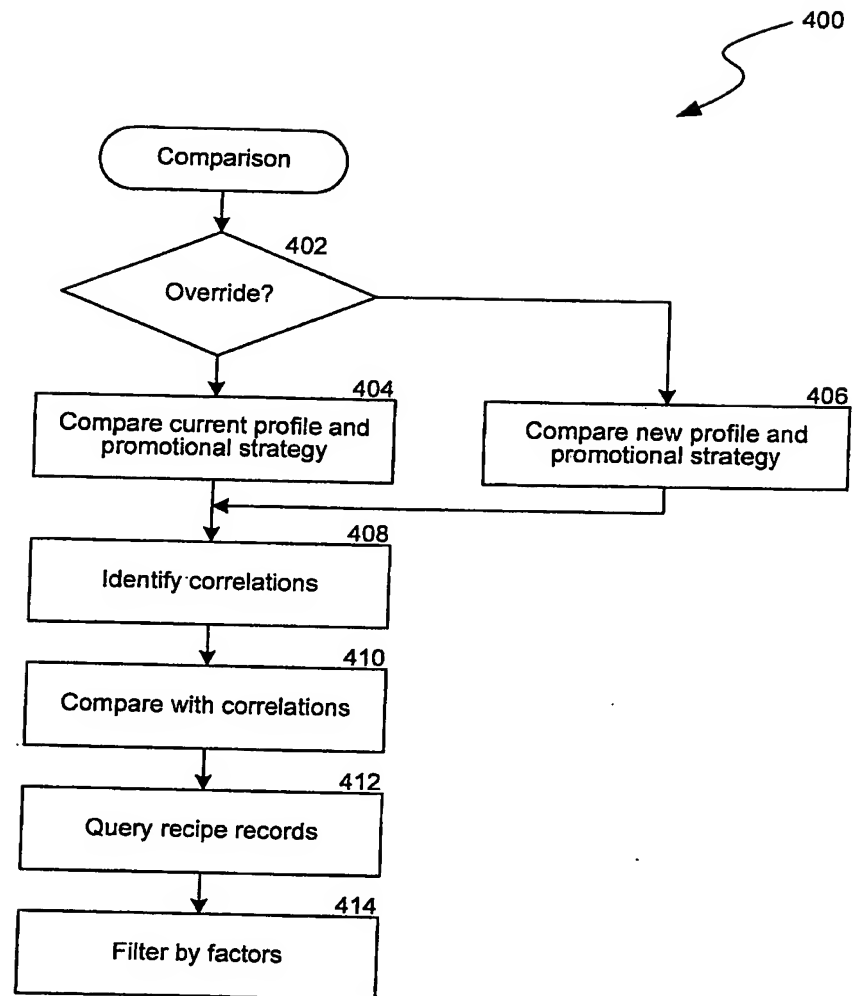 400
Comparison
402
Override?
404
Compare current profile and
promotional strategy
406
Compare new profile and
promotional strategy
408
Identify correlations
410
Compare with correlations
412
Query recipe records
414
Filter by factors